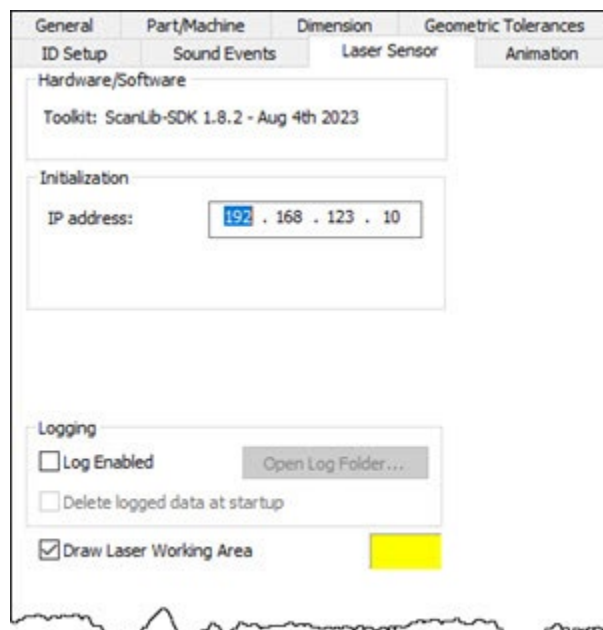 General Part/Machine Dimension Geometric Tolerances
ID Setup Sound Events Laser Sensor Animation
Hardware/Software
Toolkit: ScanLib-SDK 1.8.2 - Aug 4th 2023
Initialization
IP address: 192 . 168 . 123 . 10
Logging
Log Enabled Open Log Folder...
Delete logged data at startup
Draw Laser Working Area